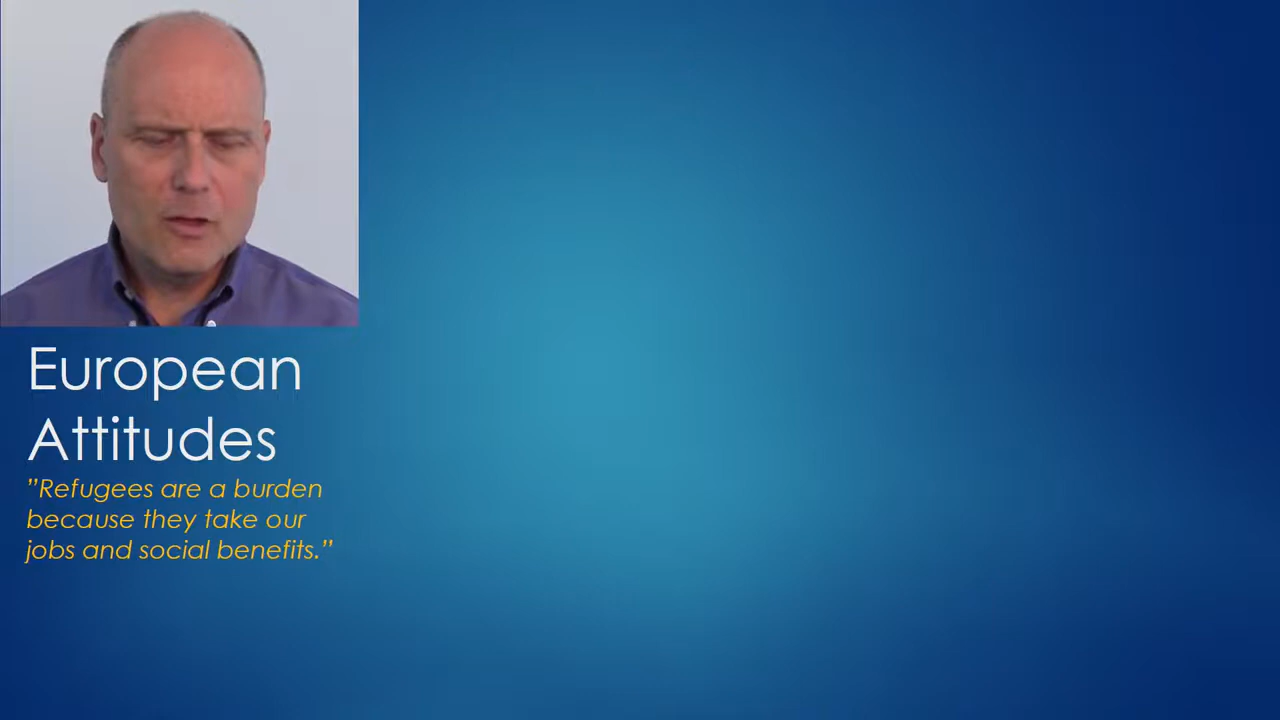 European
Attitudes
”Refugees are a burden
because they take our
jobs and social benefits.”